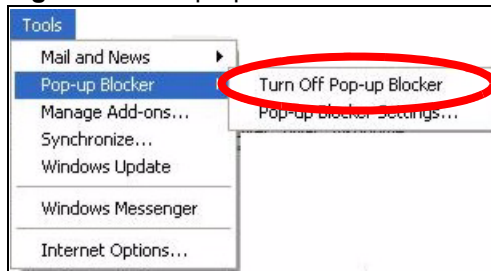 Tools
Mail and News
Pop-up Blocker
Turn Off Pop-up Blocker
Manage Add-ons...
Pop-up Blocker Settings...
Synchronize...
Windows Update
Windows Messenger
Internet Options...